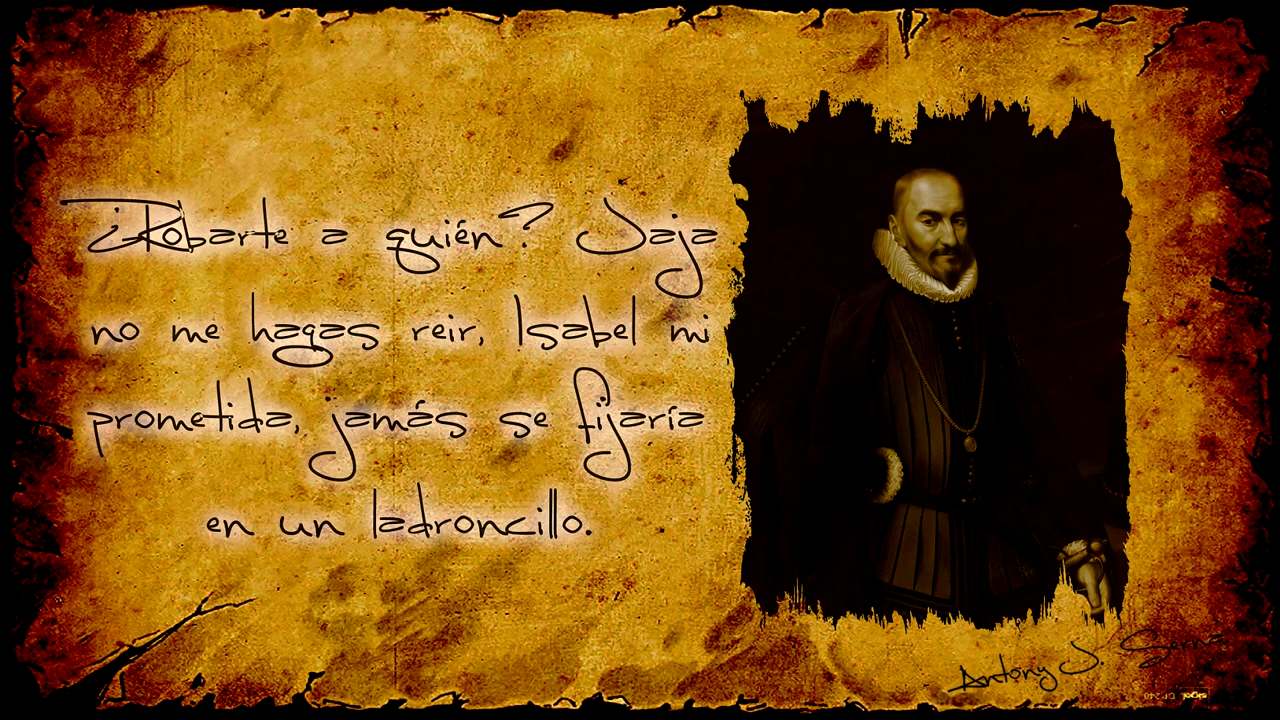 ¿Robarte a quién? Jaja
no me hagas reir, Isabel mi
prometida, jamás se fijaría
en un ladroncillo.
Antony J. Serna